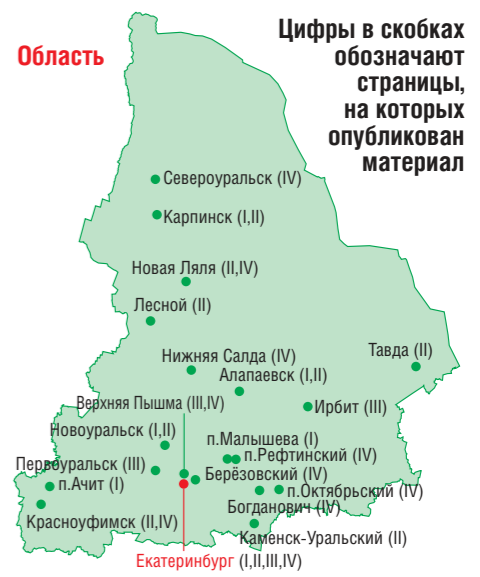 Область
Цифры в скобках
обозначают
страницы,
на которых
опубликован
материал
Североуральск (IV)
Карпинск (I,II)
Новая Ляля (II,IV)
Лесной (II)
Нижняя Салда (IV)
Тавда (II)
Алапаевск (I,II)
Верхняя Пышма (III,IV)
Ирбит (III)
Новоуральск (I,II)
п.Малышева (I)
п.Рефтинский (IV)
Первоуральск (III)
Берёзовский (IV)
п.Ачит (I)
п.Октябрьский (IV)
Богданович (IV)
Красноуфимск (II,IV)
Каменск-Уральский (II)
Екатеринбург (I,II,III,IV)